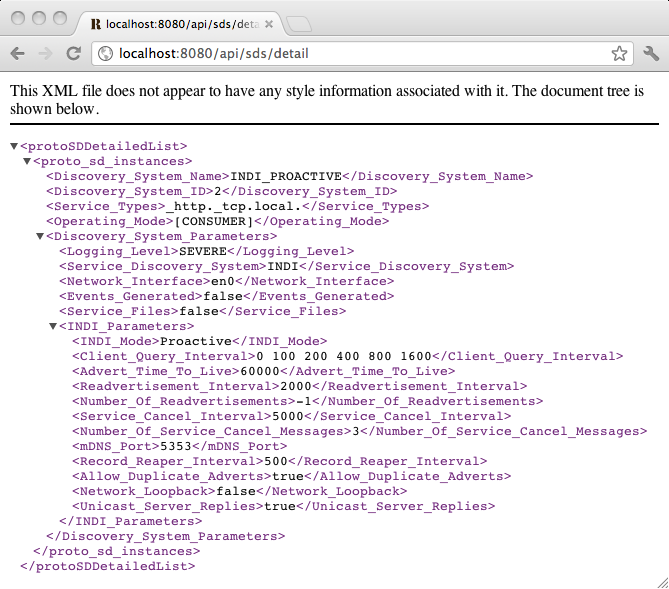 localhost:8080/api/sds/deta
localhost:8080/api/sds/detail
This XML file does not appear to have any style information associated with it. The document tree is
shown below.
▼<protoSDDetailedList>
▼<proto_sd_instances>
<Discovery_System_Name>INDI_PROACTIVE</Discovery_System_Name>
<Discovery_System_ID>2</Discovery_System_ID>
<Service_Types>_http._tcp.local.</Service_Types>
<Operating_Mode>[CONSUMER]</Operating_Mode>
▼<Discovery_System_Parameters>
<Logging_Level>SEVERE</Logging_Level>
<Service_Discovery_System>INDI</Service_Discovery_System>
<Network_Interface>en0</Network_Interface>
<Events_Generated>false</Events_Generated>
<Service_Files>false</Service_Files>
▼<INDI_Parameters>
<INDI_Mode>Proactive</INDI_Mode>
<Client_Query_Interval>0 100 200 400 800 1600</Client_Query_Interval>
<Advert_Time_To_Live>60000</Advert_Time_To_Live>
<Readvertisement_Interval>2000</Readvertisement_Interval>
<Number_Of_Readvertisements>-1</Number_Of_Readvertisements>
<Service_Cancel_Interval>5000</Service_Cancel_Interval>
<Number_Of_Service_Cancel_Messages>3</Number_Of_Service_Cancel_Messages>
<mDNS_Port>5353</mDNS_Port>
<Record_Reaper_Interval>500</Record_Reaper_Interval>
<Allow_Duplicate_Adverts>true</Allow_Duplicate_Adverts>
<Network_Loopback>false</Network_Loopback>
<Unicast_Server_Replies>true</Unicast_Server_Replies>
</INDI_Parameters>
</Discovery_System_Parameters>
</proto_sd_instances>
</protoSDDetailedList>